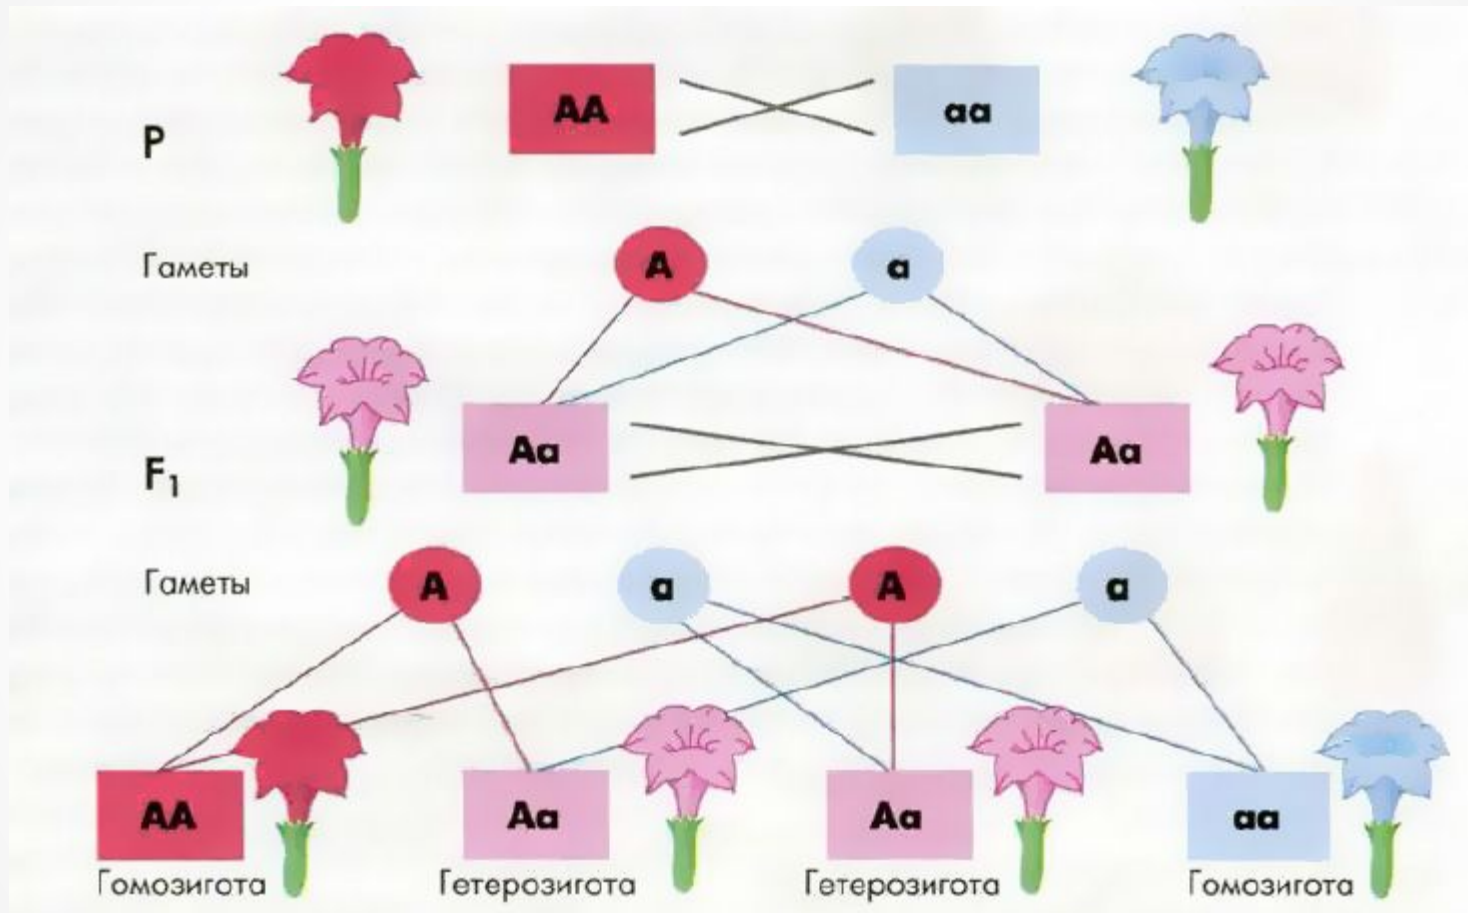 P AA aa
Гаметы A a
F1 Aa Aa
Гаметы A a A a
AA Aa Aa aa
Гомозигота Гетерозигота Гетерозигота Гомозигота